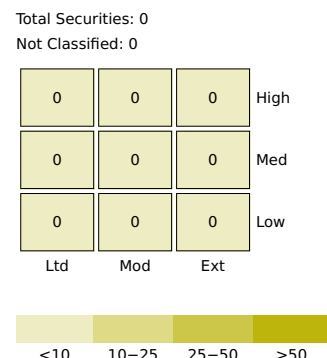 Total Securities: 0
Not Classified: 0
0 0 0 High
0 0 0 Med
0 0 0 Low
Ltd Mod Ext
<10 10−25 25−50 >50